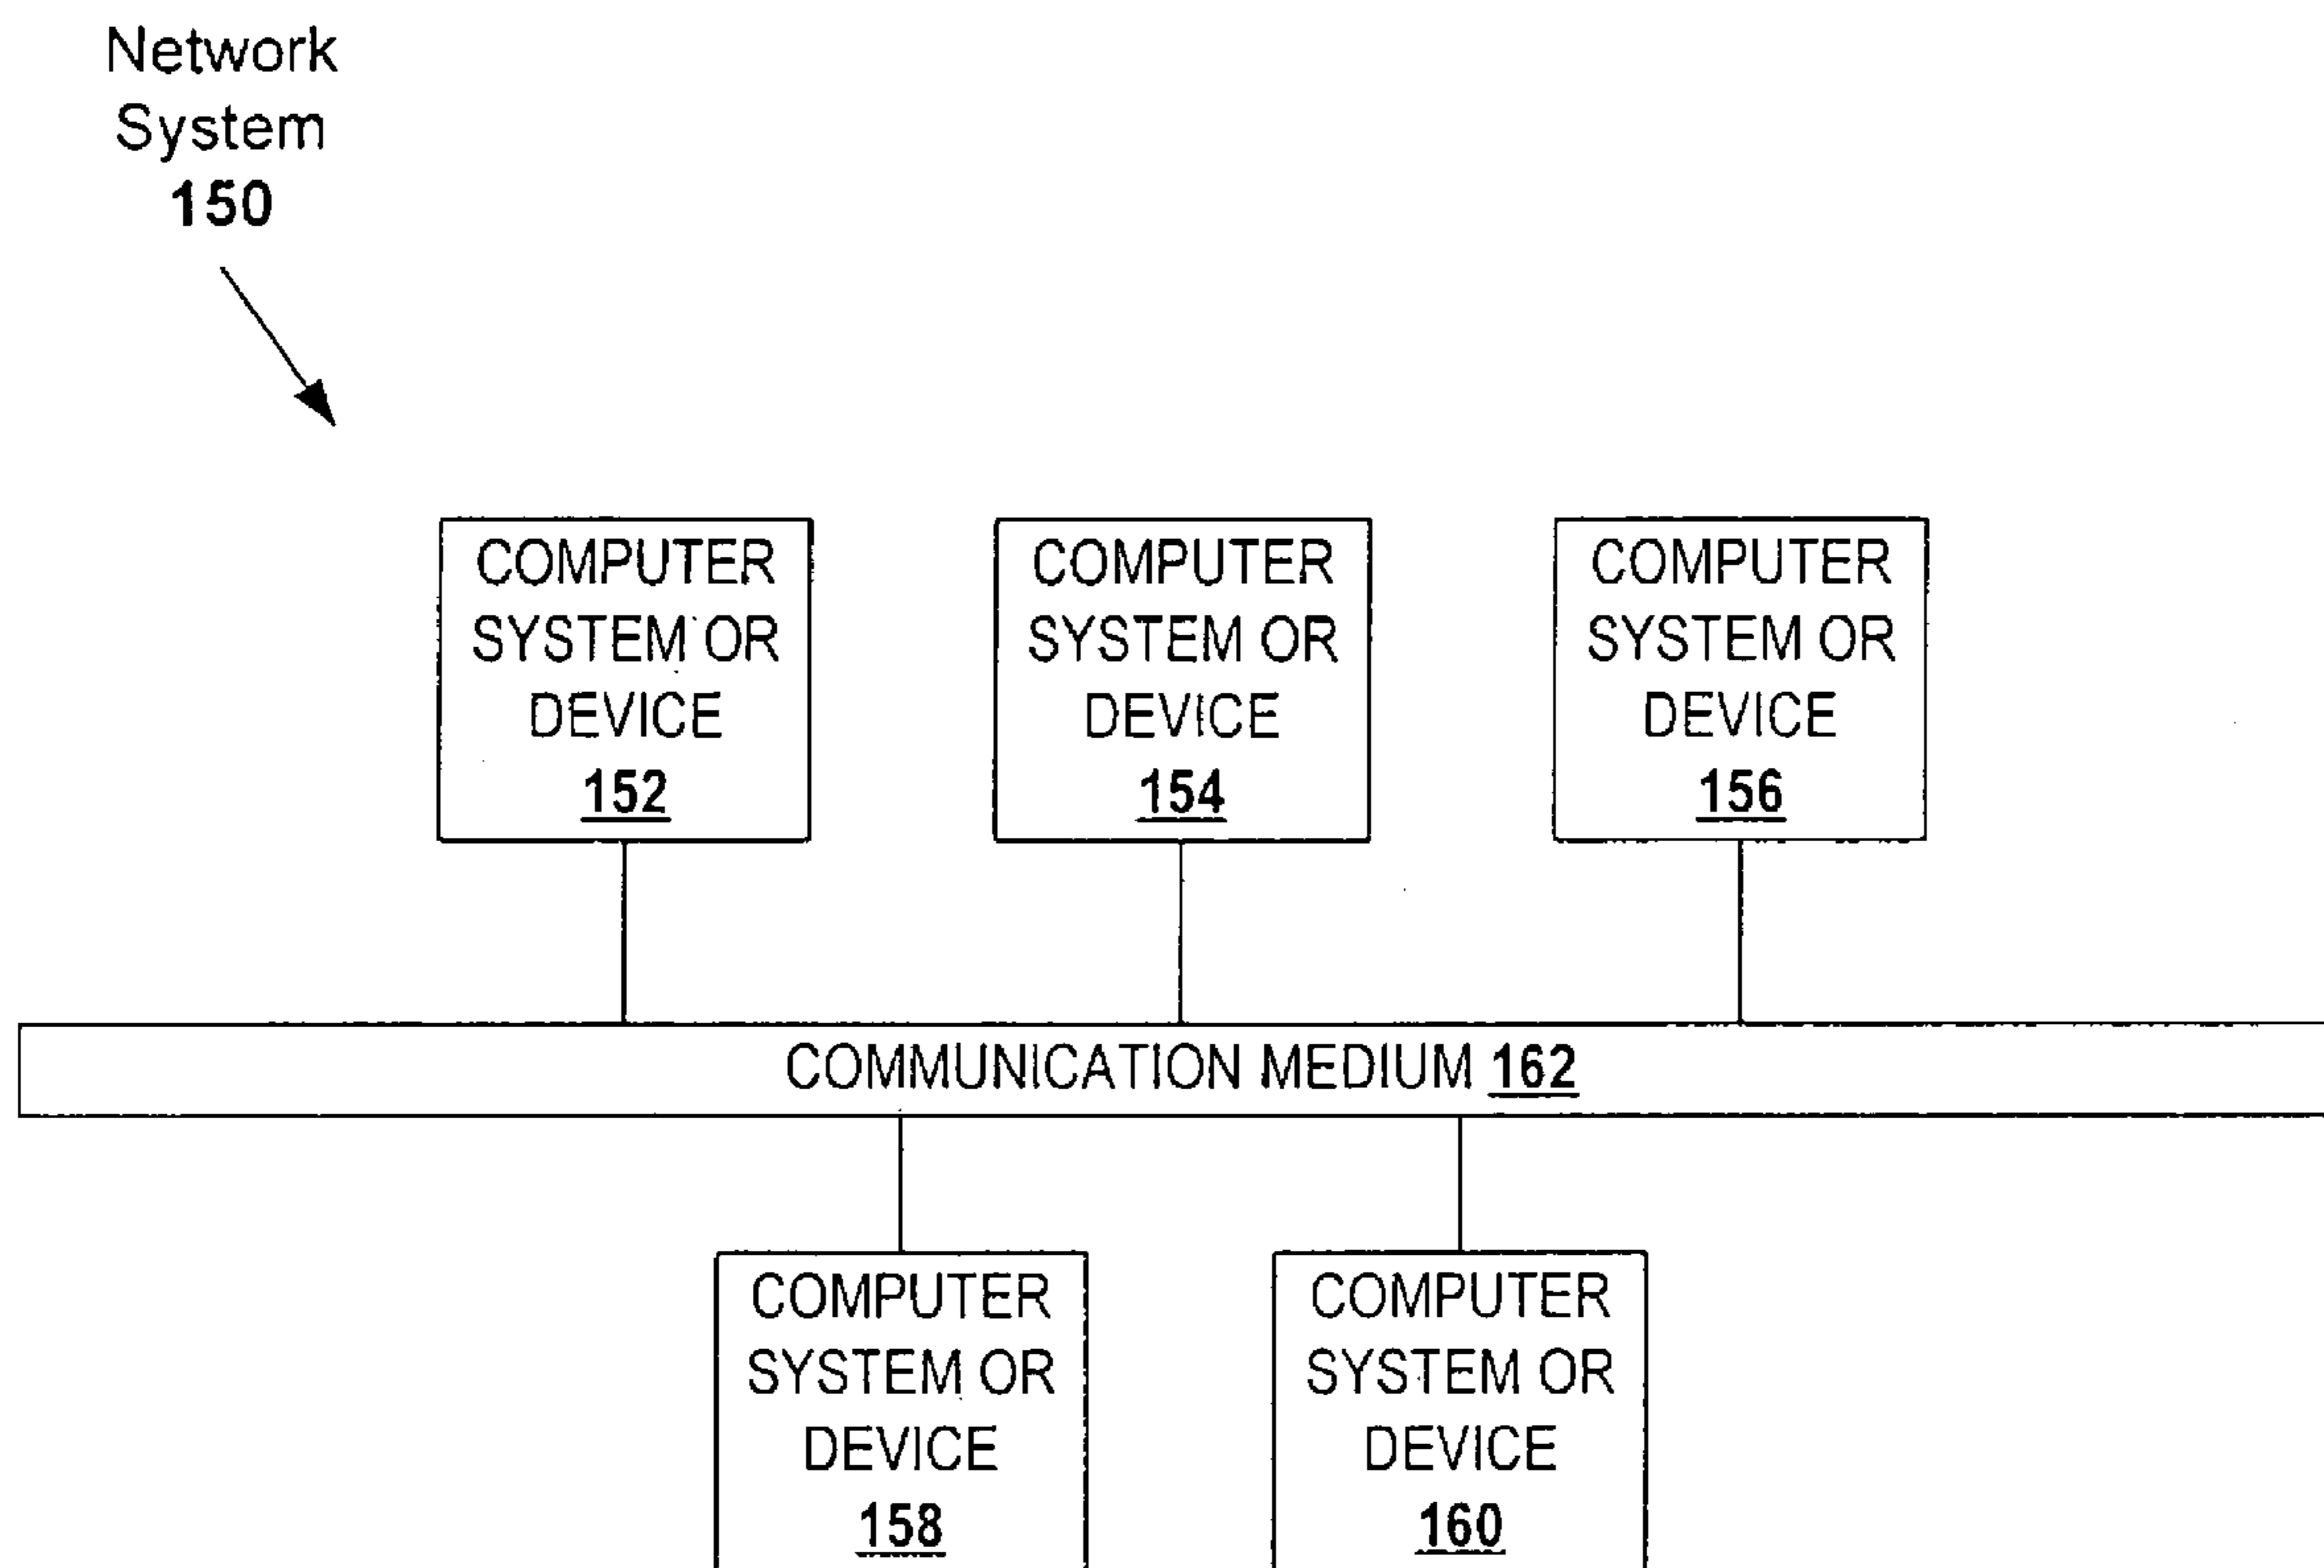 Network
System
150
COMPUTER
SYSTEM OR
DEVICE
152
COMPUTER
SYSTEM OR
DEVICE
154
COMPUTER
SYSTEM OR
DEVICE
156
COMMUNICATION MEDIUM 162
COMPUTER
SYSTEM OR
DEVICE
158
COMPUTER
SYSTEM OR
DEVICE
160